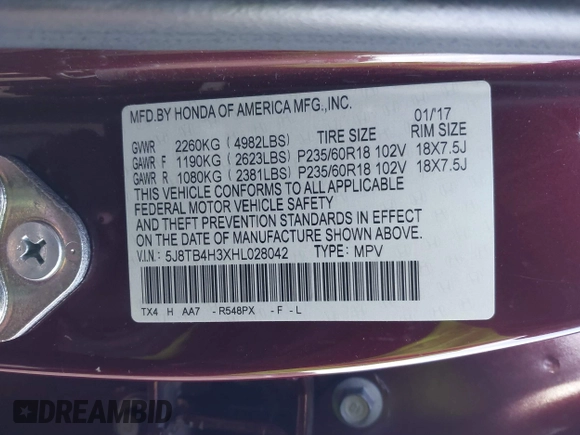 MFD.BY HONDA OF AMERICA MFG.,INC.
01/'17
GVWR 2260KG (4982LBS) TIRE SIZE RIM SIZE
GAWR F 1190KG (2623LBS) P235/60R18 102V 18X7.5J
GAWR R 1080KG (2381LBS) P235/60R18 102V 18X7.5J
THIS VEHICLE CONFORMS TO ALL APPLICABLE
FEDERAL MOTOR VEHICLE SAFETY
AND THEFT PREVENTION STANDARDS IN EFFECT
ON THE DATE OF MANUFACTURE SHOWN ABOVE.
V.I.N.: 5J8TB4H3XHL028042 TYPE: MPV
TX4 H AA7 - R548PX - F - L
DREAMBID